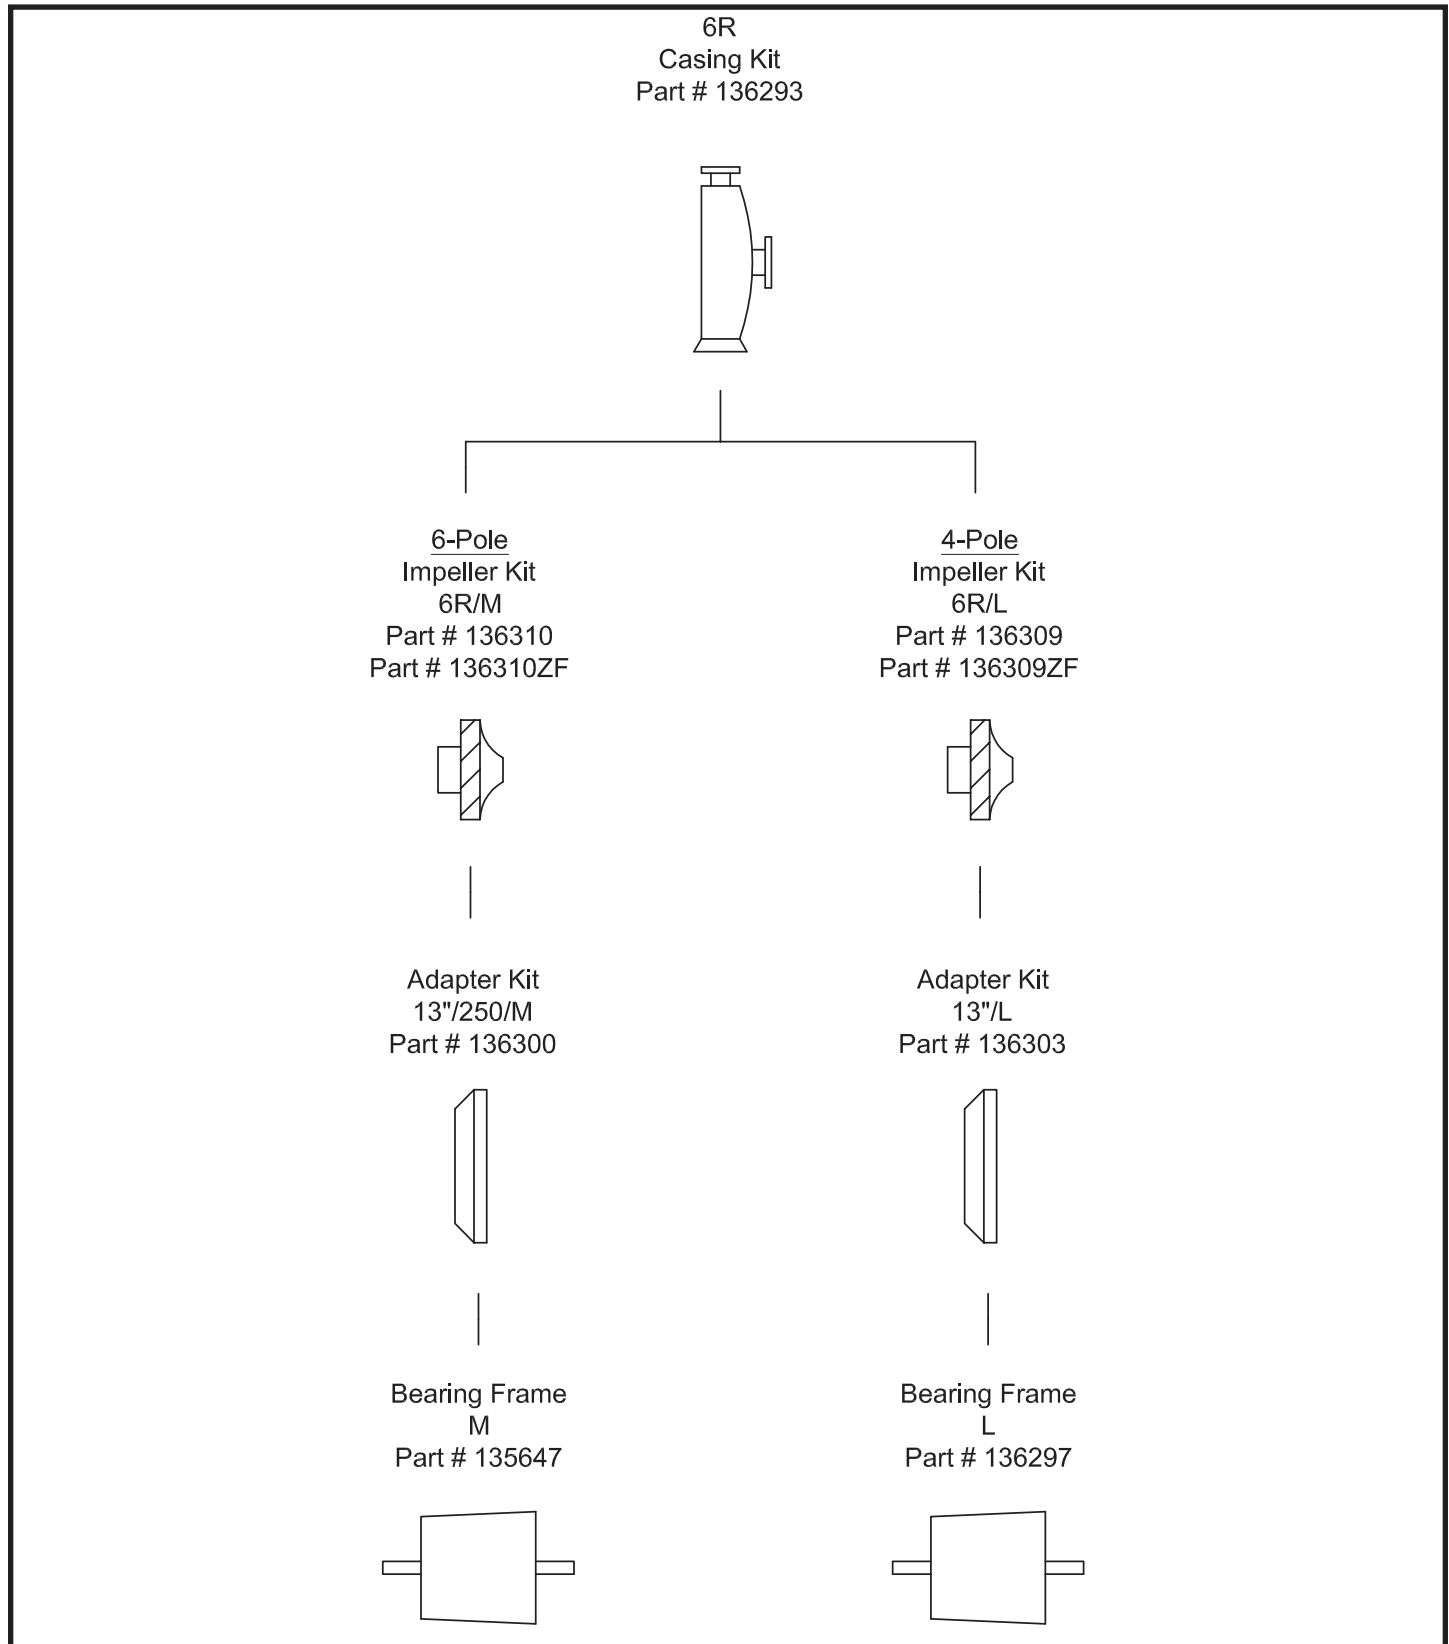 6R
Casing Kit
Part # 136293
6-Pole
Impeller Kit
6R/M
Part # 136310
Part # 136310ZF
4-Pole
Impeller Kit
6R/L
Part # 136309
Part # 136309ZF
Adapter Kit
13"/250/M
Part # 136300
Adapter Kit
13"/L
Part # 136303
Bearing Frame
M
Part # 135647
Bearing Frame
L
Part # 136297